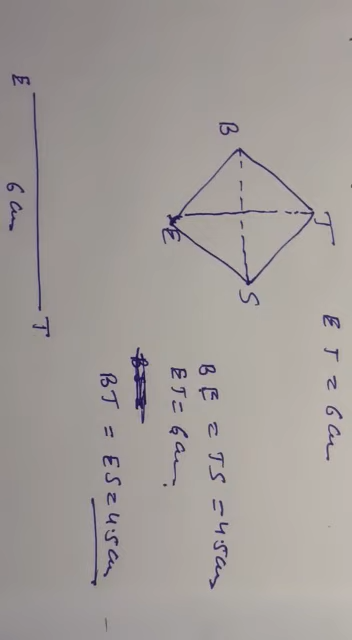 ET = 6 cm
B
T
E
S
BE = TS = 4.5 cm
ET = 6 cm.
BT = ES = 4.5 cm
E
6 cm
T